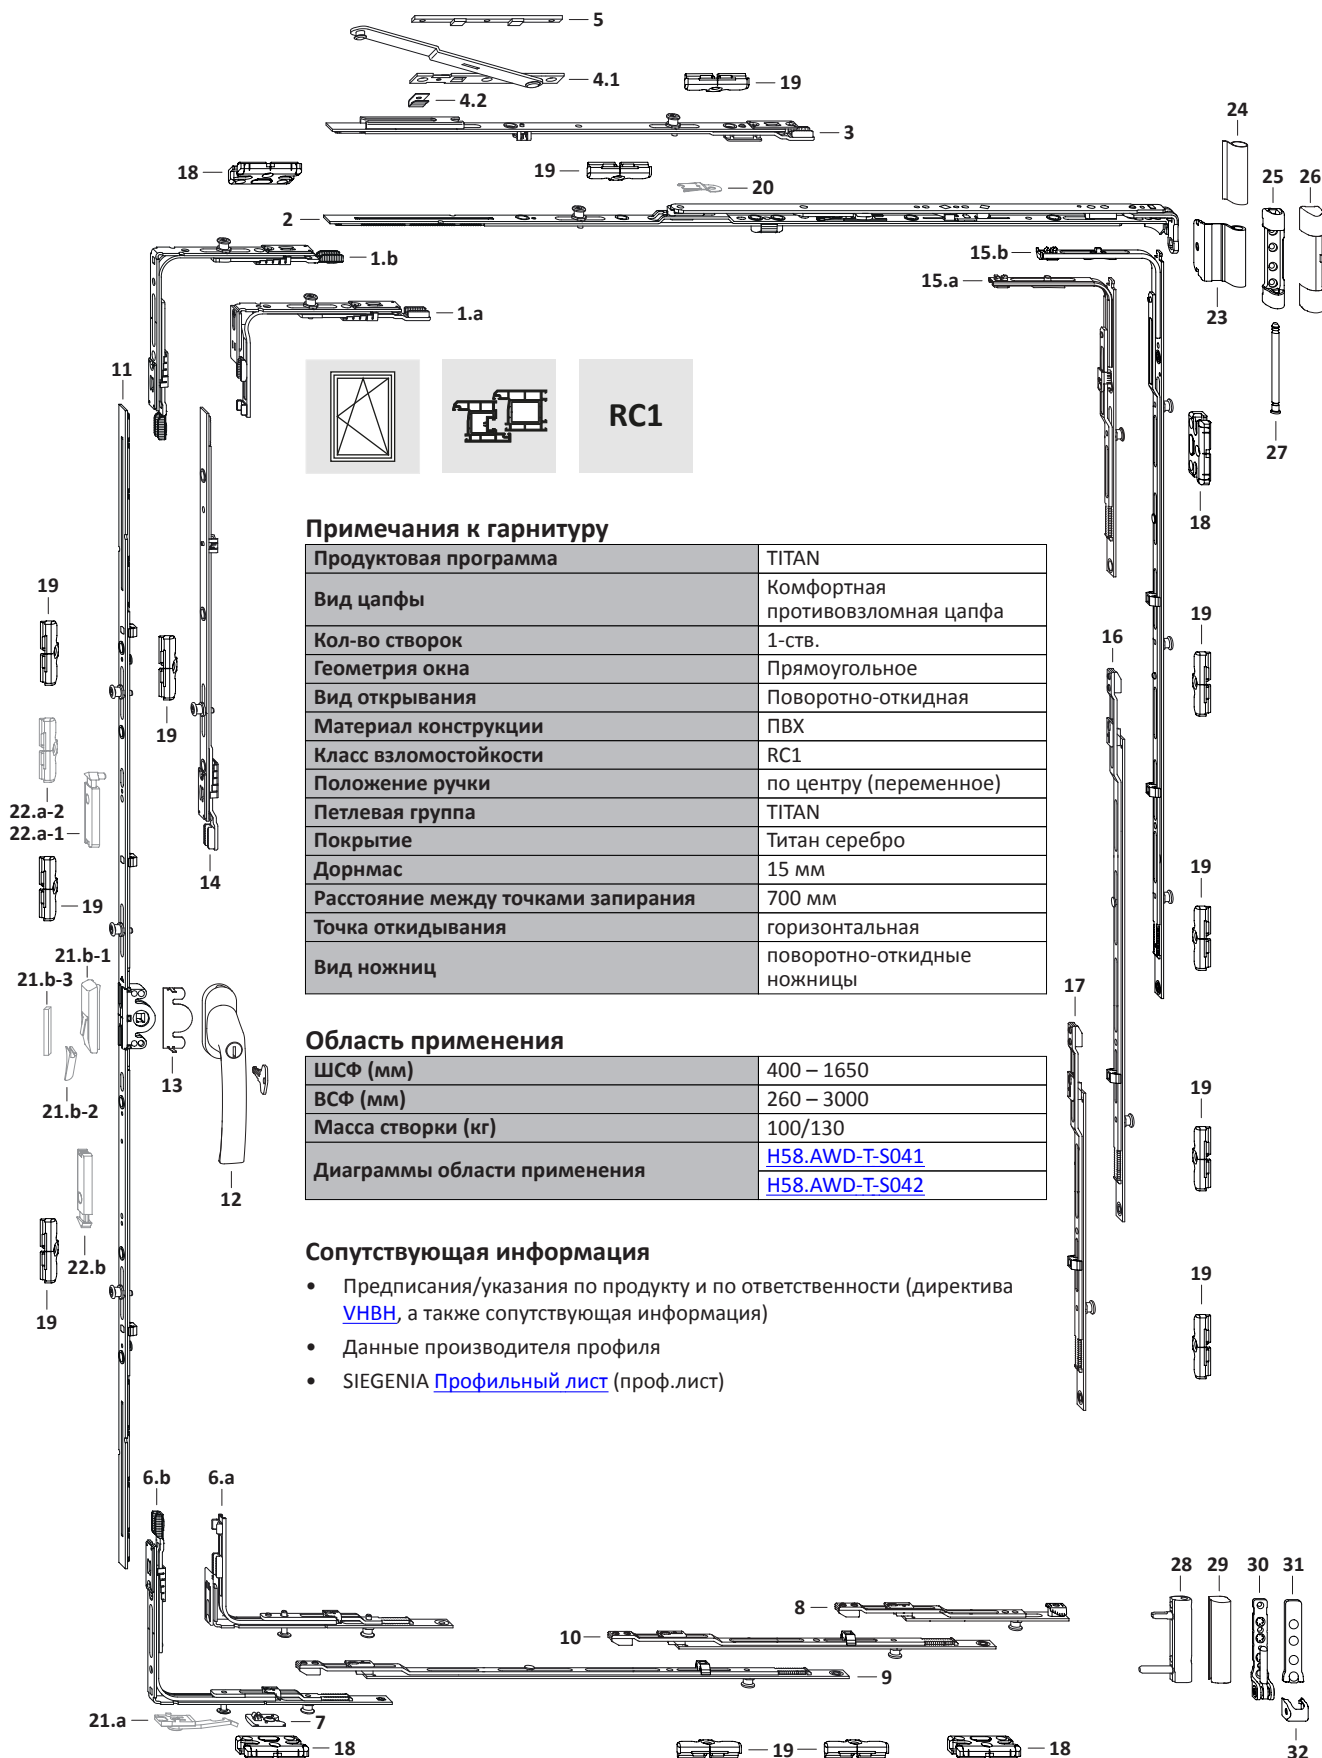 5
4.1
19
4.2
3
24
18
19
20
25
26
2
1.b
15.b
15.a
1.a
23
11
27
RC1
18
Примечания к гарнитуру
Продуктовая программа TITAN
Вид цапфы Комфортная
противовзломная цапфа
Кол-во створок 1-ств.
Геометрия окна Прямоугольное
Вид открывания Поворотно-откидная
Материал конструкции ПВХ
Класс взломостойкости RC1
Положение ручки по центру (переменное)
Петлевая группа TITAN
Покрытие Титан серебро
Дорнмас 15 мм
Расстояние между точками запирания 700 мм
Точка откидывания горизонтальная
Вид ножниц поворотно-откидные
ножницы
19
19
16
19
22.a-2
22.a-1
14
19
19
21.b-1
21.b-3
17
13
21.b-2
12
19
22.b
19
19
Область применения
ШСФ (мм) 400 – 1650
ВСФ (мм) 260 – 3000
Масса створки (кг) 100/130
Диаграммы области применения H58.AWD-T-S041
H58.AWD-T-S042
Сопутствующая информация
• Предписания/указания по продукту и по ответственности (директива
VHBH, а также сопутствующая информация)
• Данные производителя профиля
• SIEGENIA Профильный лист (проф.лист)
6.b
6.a
28
29
30
31
8
10
9
21.a
7
18
19
18
32